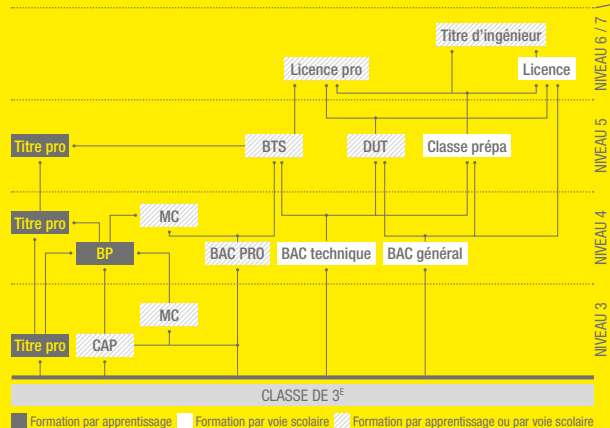 Titre d'ingénieur
Licence pro
Licence
NIVEAU 6 / 7
Titre pro
BTS
DUT
Classe prépa
NIVEAU 5
MC
Titre pro
BP
BAC PRO
BAC technique
BAC général
NIVEAU 4
MC
Titre pro
CAP
NIVEAU 3
CLASSE DE 3E
Formation par apprentissage
Formation par voie scolaire
Formation par apprentissage ou par voie scolaire